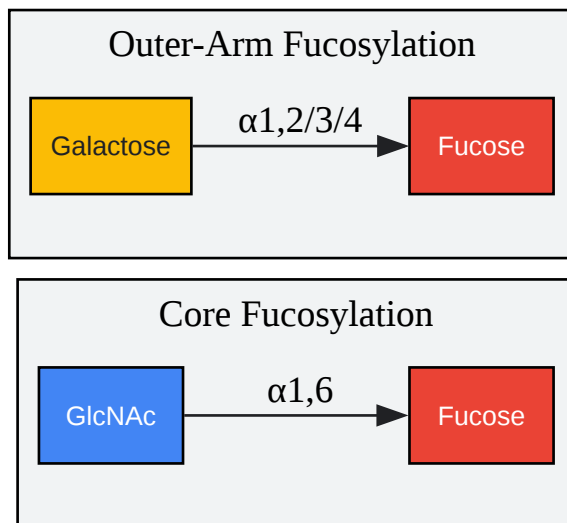 Outer-Arm Fucosylation
α1,2/3/4
Galactose
Fucose
Core Fucosylation
α1,6
GlcNAc
Fucose